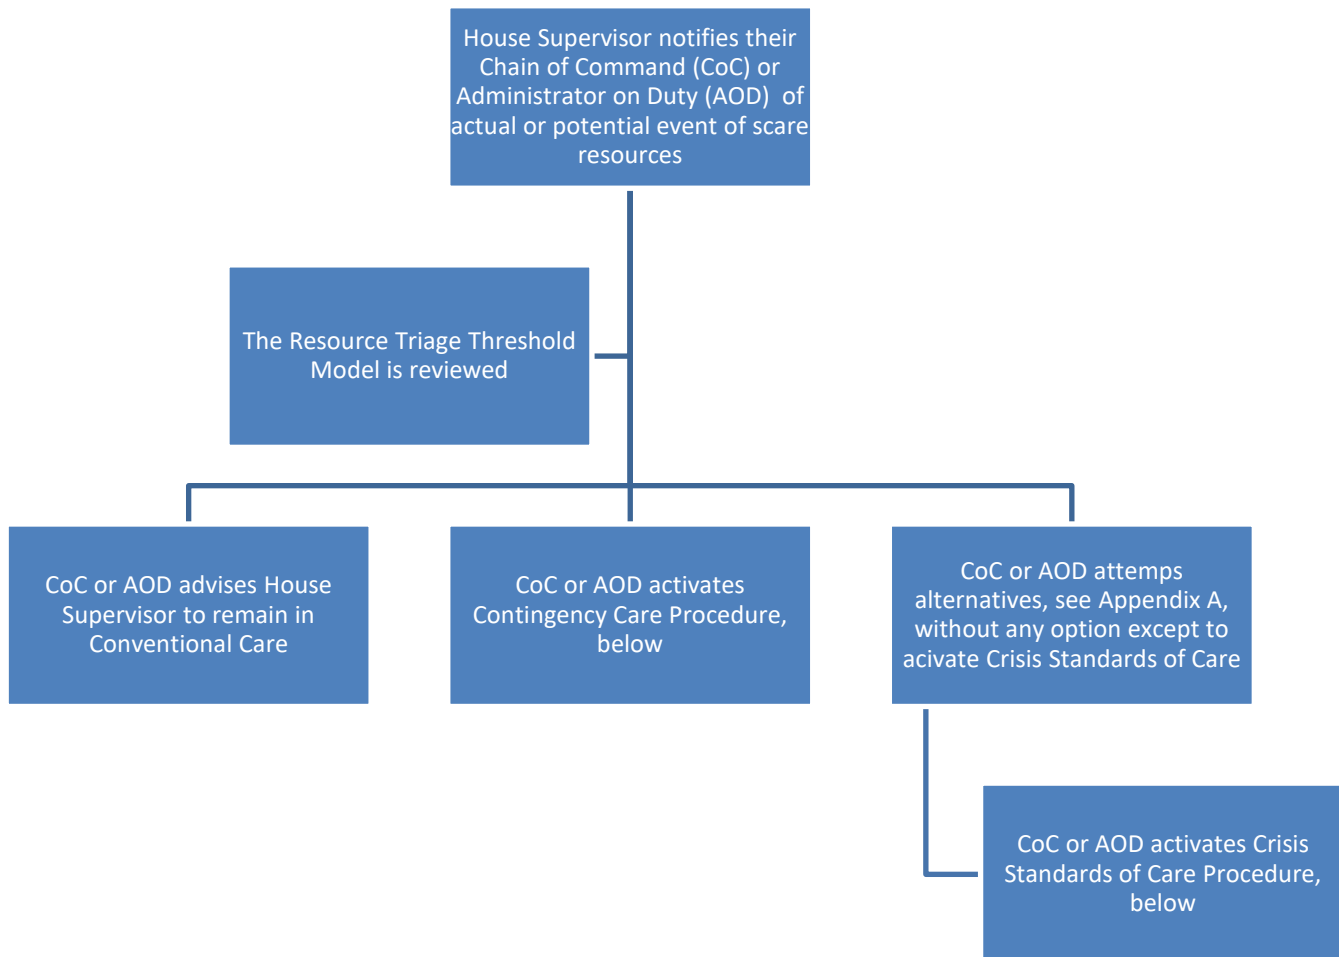 House Supervisor notifies their
Chain of Command (CoC) or
Administrator on Duty (AOD)  of
actual or potential event of scare
resources
The Resource Triage Threshold
Model is reviewed
CoC or AOD advises House
Supervisor to remain in
Conventional Care
CoC or AOD activates
Contingency Care Procedure,
below
CoC or AOD attemps
alternatives, see Appendix A,
without any option except to
acivate Crisis Standards of Care
CoC or AOD activates Crisis
Standards of Care Procedure,
below